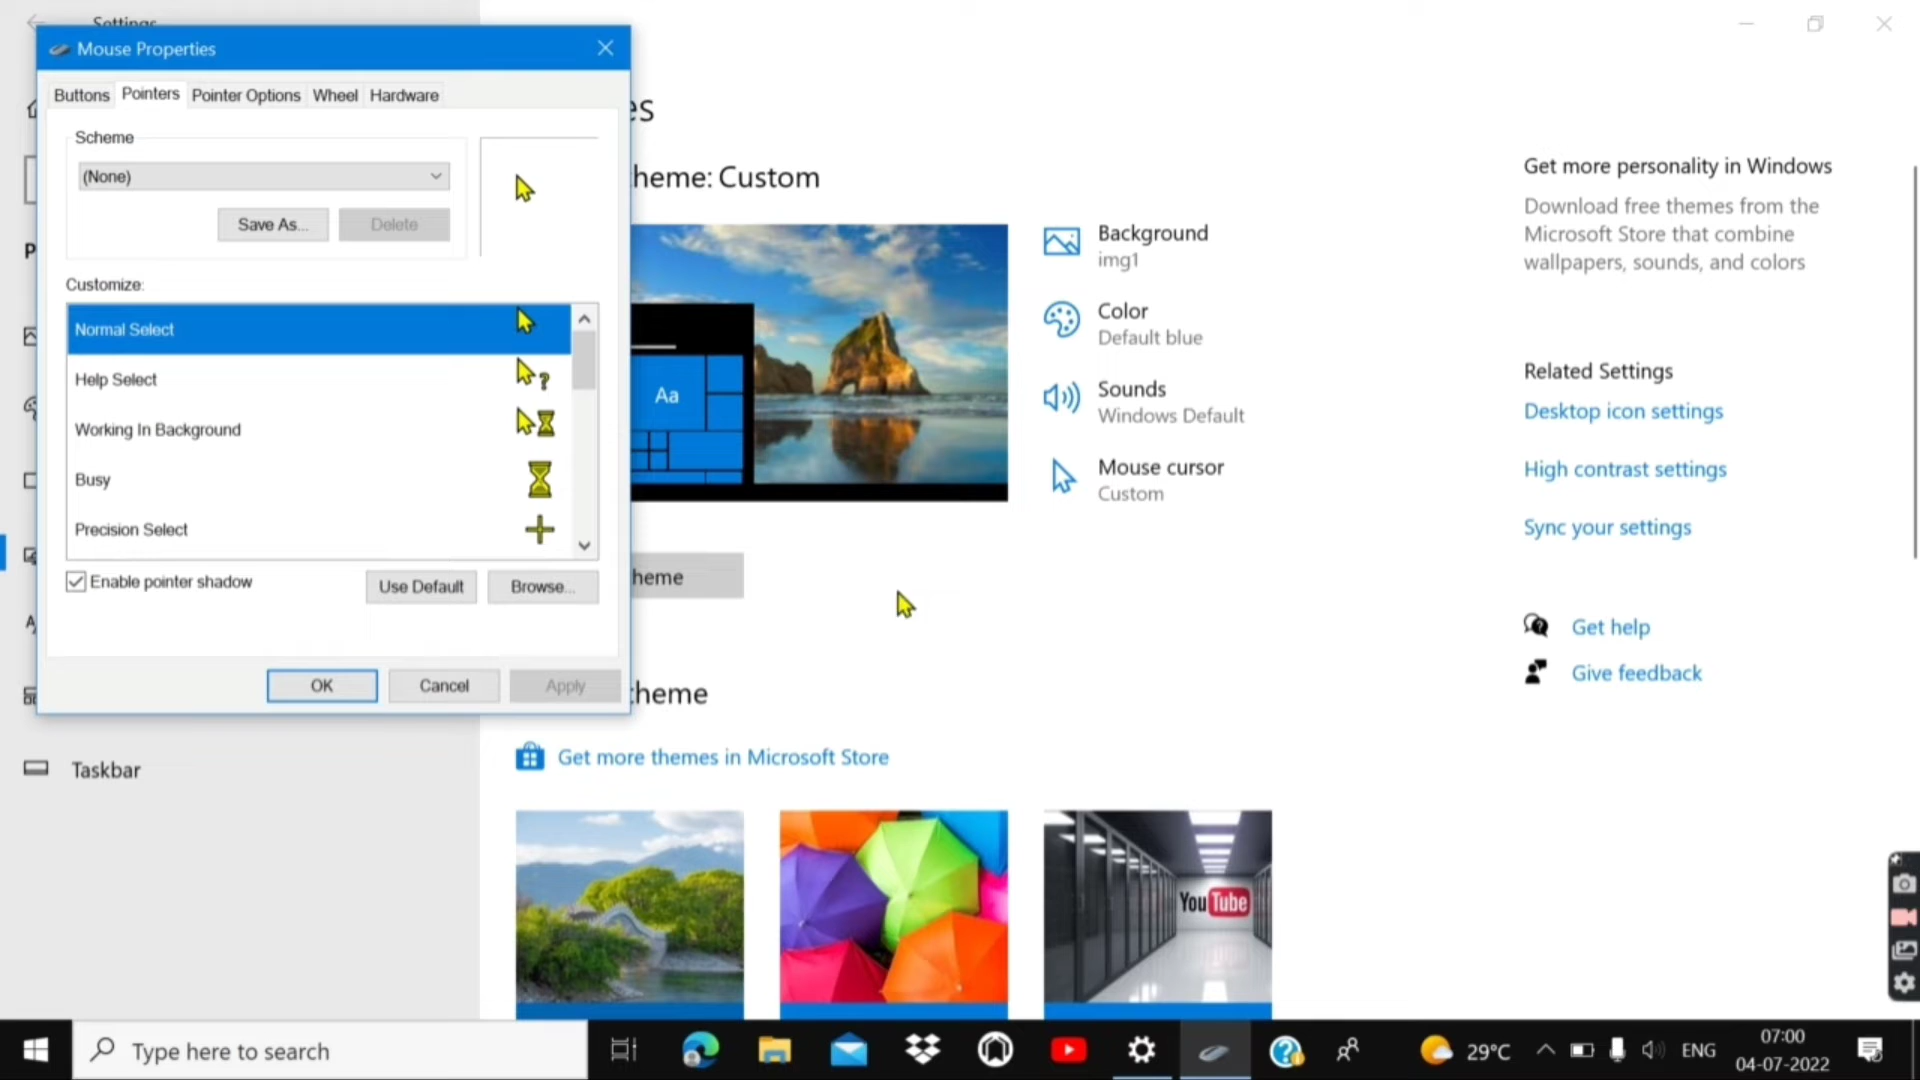 Settings
Mouse Properties
Buttons
Pointers
Pointer Options
Wheel
Hardware
Scheme
(None)
Save As...
Delete
Customize:
Normal Select
Help Select
?
Working In Background
Busy
Precision Select
Enable pointer shadow
Use Default
Browse...
OK
Cancel
Apply
Taskbar
es
heme: Custom
Aa
Background
img1
Color
Default blue
Sounds
Windows Default
Mouse cursor
Custom
heme
heme
Get more themes in Microsoft Store
YouTube
Get more personality in Windows
Download free themes from the
Microsoft Store that combine
wallpapers, sounds, and colors
Related Settings
Desktop icon settings
High contrast settings
Sync your settings
Get help
Give feedback
Type here to search
29°C
ENG
07:00
04-07-2022